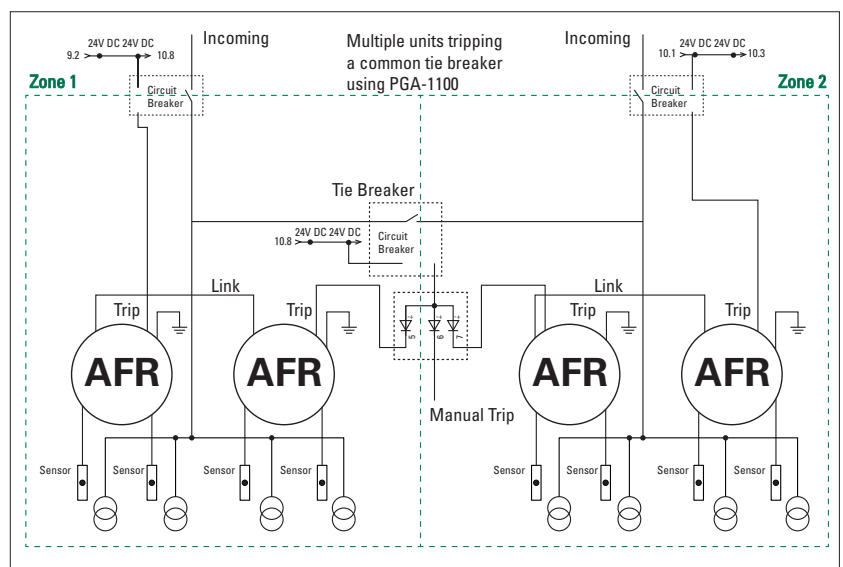 24V DC 24V DC
9.2
10.8
Incoming
Multiple units tripping
a common tie breaker
using PGA-1100
Incoming
24V DC 24V DC
10.1
10.3
Zone 1
Circuit
Breaker
Circuit
Breaker
Zone 2
Tie Breaker
24V DC 24V DC
10.8
Circuit
Breaker
Link
Trip
Trip
Link
Trip
Trip
5
6
7
AFR
AFR
AFR
AFR
Manual Trip
Sensor
Sensor
Sensor
Sensor
Sensor
Sensor
Sensor
Sensor